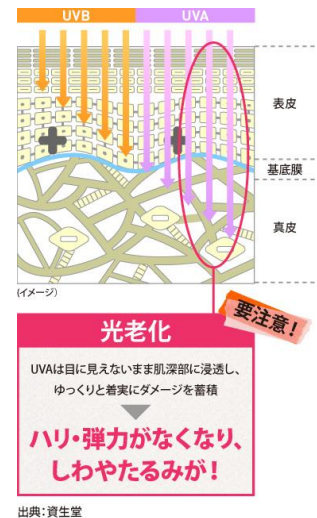 UVB UVA
表皮
基底膜
真皮
(イメージ)
要注意!
光老化
UVAは目に見えないまま肌深部に浸透し、
ゆっくりと着実にダメージを蓄積
ハリ・弾力がなくなり、
しわやたるみが!
出典:資生堂